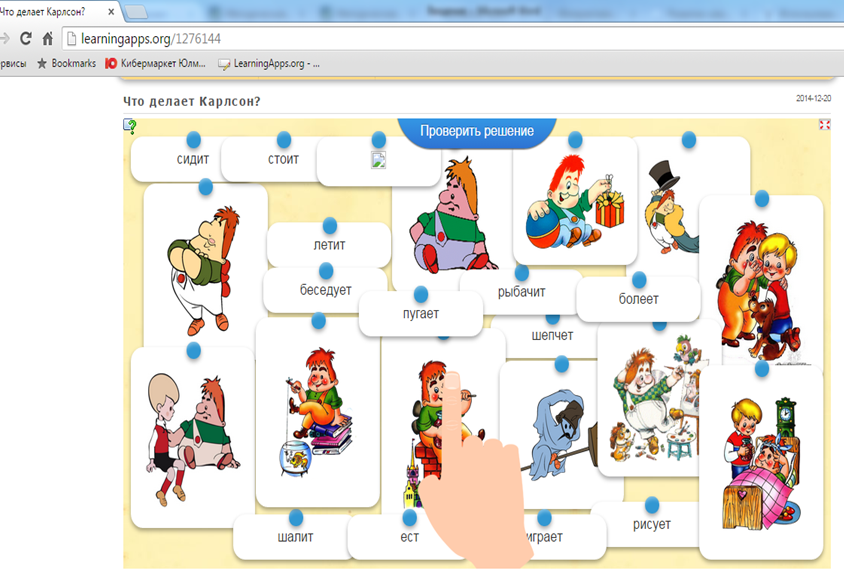 Что делает Карлсон?
learningapps.org/1276144
рвисы Bookmarks Кибермаркет Юлм... LearningApps.org - ...
Что делает Карлсон? 2014-12-20
Проверить решение
сидит стоит
летит
беседует
рыбачит
болеет
пугает
шепчет
рисует
шалит ест играет